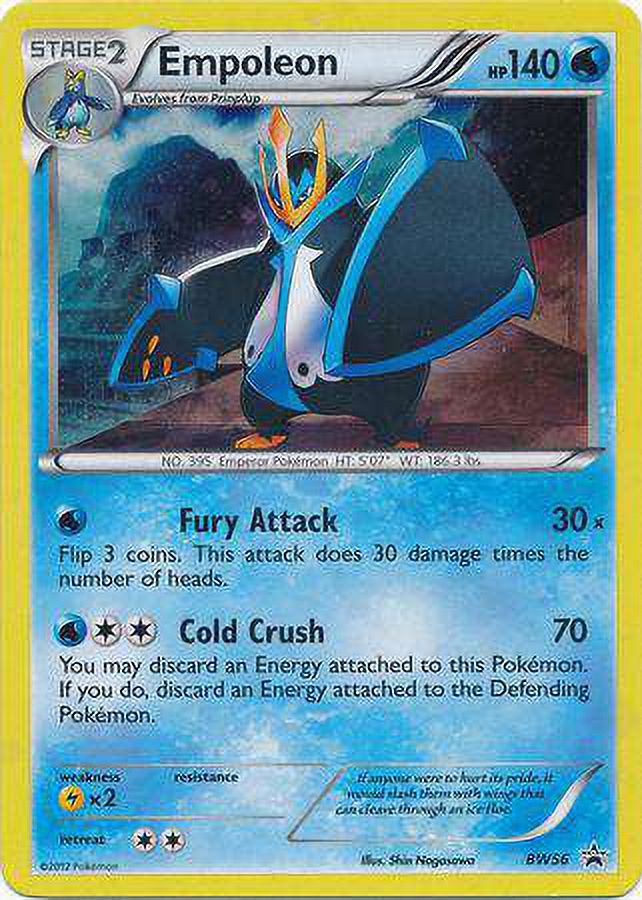 STAGE2
Empoleon
HP140
Evolves from Prinplup
NO. 395 Emperor Pokémon HT: 5'07" WT: 186.3 lbs
Fury Attack 30x
Flip 3 coins. This attack does 30 damage times the
number of heads.
Cold Crush 70
You may discard an Energy attached to this Pokémon.
If you do, discard an Energy attached to the Defending
Pokémon.
weakness resistance
×2
If anyone were to hurt its pride, it
would slash them with wings that
can cleave through an ice floe.
retreat
©2012 Pokémon
Illus. Shin Nagasawa
BW56